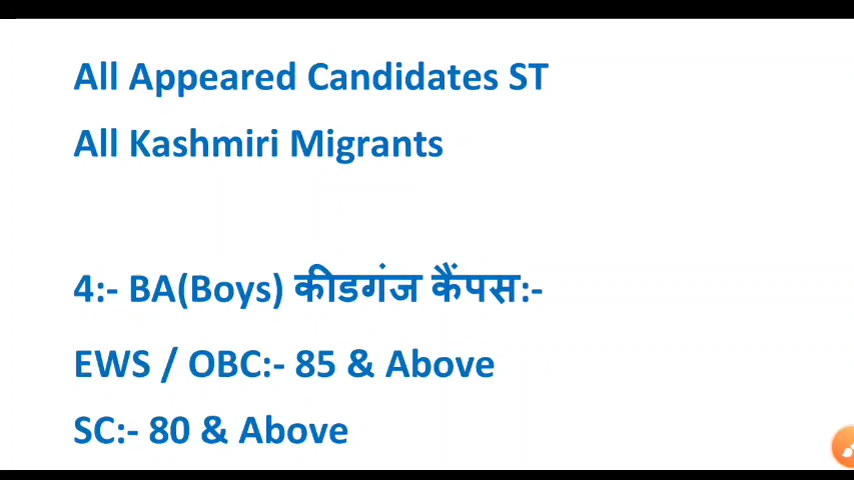 All Appeared Candidates ST
All Kashmiri Migrants
4:- BA(Boys) कीडगंज कैंपस:-
EWS / OBC:- 85 & Above
SC:- 80 & Above